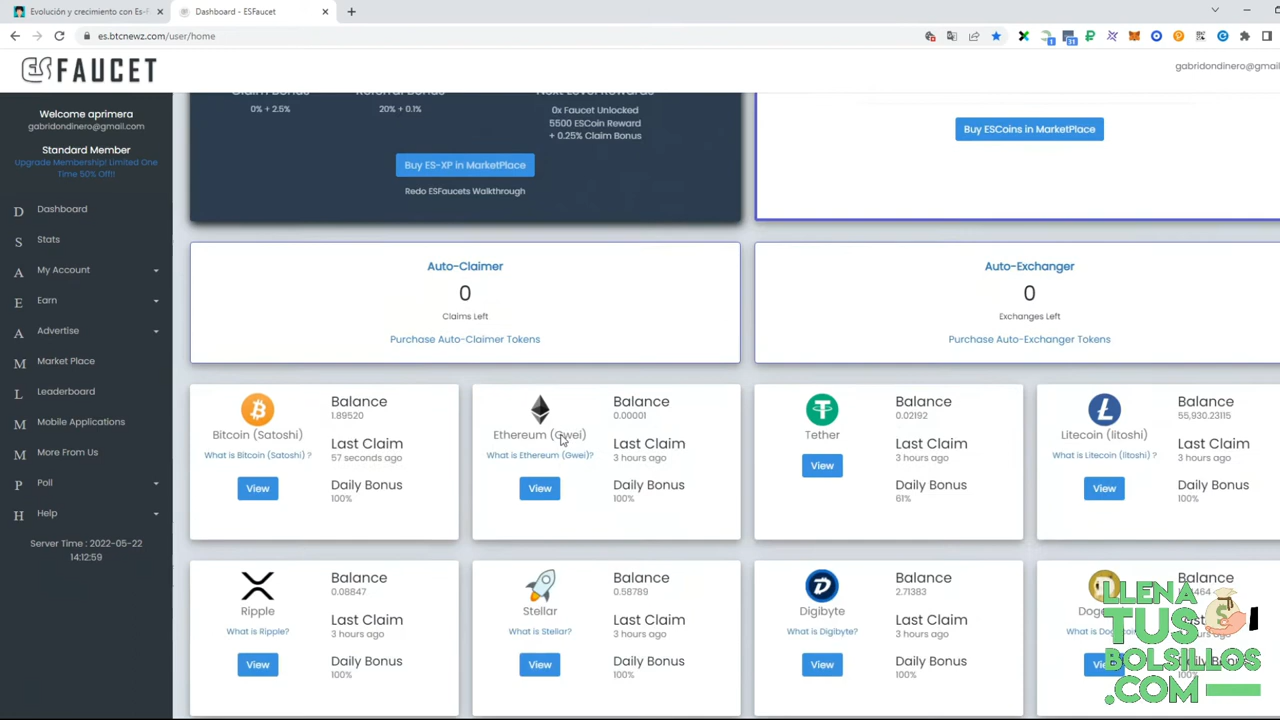 Evolución y crecimiento con Es-F
Dashboard - ESFaucet
es.btcnewz.com/user/home
ESFAUCET
gabridondinero@gmail
Welcome aprimera
gabridondinero@gmail.com
Standard Member
Upgrade Membership! Limited One
Time 50% Off!
D Dashboard
S Stats
A My Account
E Earn
A Advertise
M Market Place
L Leaderboard
M Mobile Applications
M More From Us
P Poll
H Help
Server Time : 2022-05-22
14:12:59
Claim Bonus
0% + 2.5%
Referral Bonus
20% + 0.1%
Next Level Rewards
0x Faucet Unlocked
5500 ESCoin Reward
+ 0.25% Claim Bonus
Buy ES-XP in MarketPlace
Redo ESFaucets Walkthrough
Buy ESCoins in MarketPlace
Auto-Claimer
0
Claims Left
Purchase Auto-Claimer Tokens
Auto-Exchanger
0
Exchanges Left
Purchase Auto-Exchanger Tokens
Bitcoin (Satoshi)
What is Bitcoin (Satoshi) ?
View
Balance
1.89520
Last Claim
57 seconds ago
Daily Bonus
100%
Ethereum (Gwei)
What is Ethereum (Gwei)?
View
Balance
0.00001
Last Claim
3 hours ago
Daily Bonus
100%
Tether
View
Balance
0.02192
Last Claim
3 hours ago
Daily Bonus
61%
Litecoin (litoshi)
What is Litecoin (litoshi) ?
View
Balance
55,930.23115
Last Claim
3 hours ago
Daily Bonus
100%
Ripple
What is Ripple?
View
Balance
0.08847
Last Claim
3 hours ago
Daily Bonus
100%
Stellar
What is Stellar?
View
Balance
0.58789
Last Claim
3 hours ago
Daily Bonus
100%
Digibyte
What is Digibyte?
View
Balance
2.71383
Last Claim
3 hours ago
Daily Bonus
100%
Balance
LLENA
TUS
BOLSILLOS
.COM